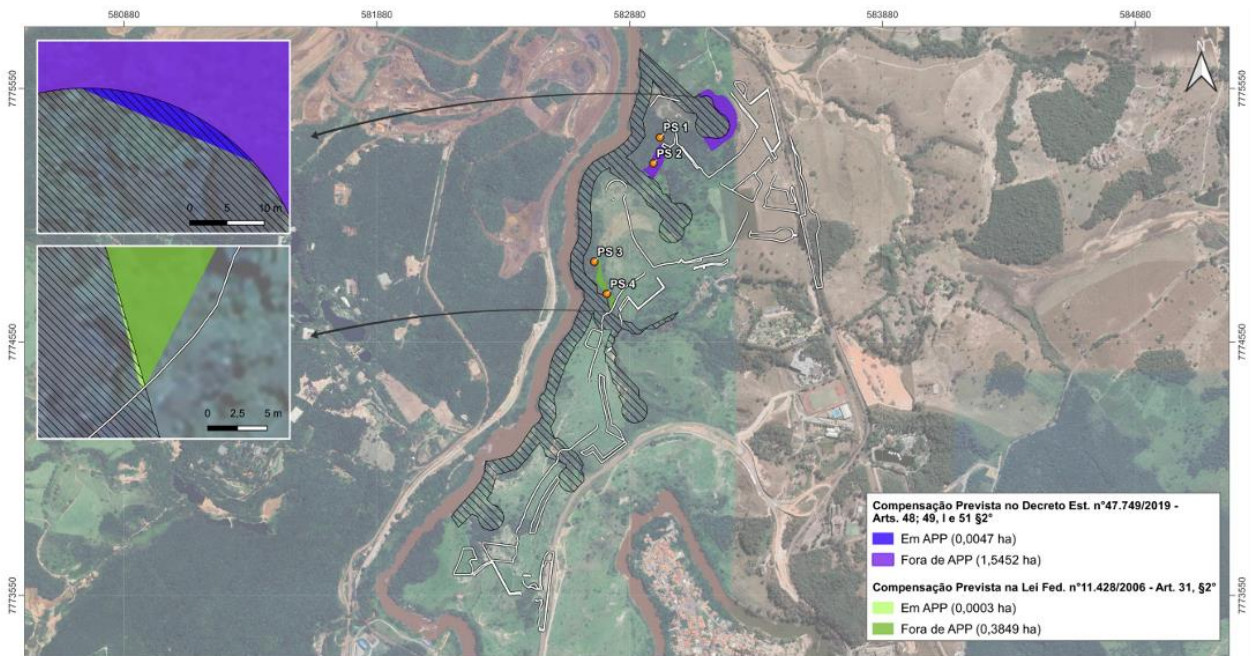 580880
581880
582880
583880
584880
7775550
7775550
N
0 5 10 m
PS 1
PS 2
PS 3
PS 4
7774550
7774550
0 2.5 5 m
Compensação Prevista no Decreto Est. n°47.749/2019 -
Arts. 48; 49, I e 51 §2°
Em APP (0,0047 ha)
Fora de APP (1,5452 ha)
Compensação Prevista na Lei Fed. n°11.428/2006 - Art. 31, §2°
Em APP (0,0003 ha)
Fora de APP (0,3849 ha)
7773550
7773550